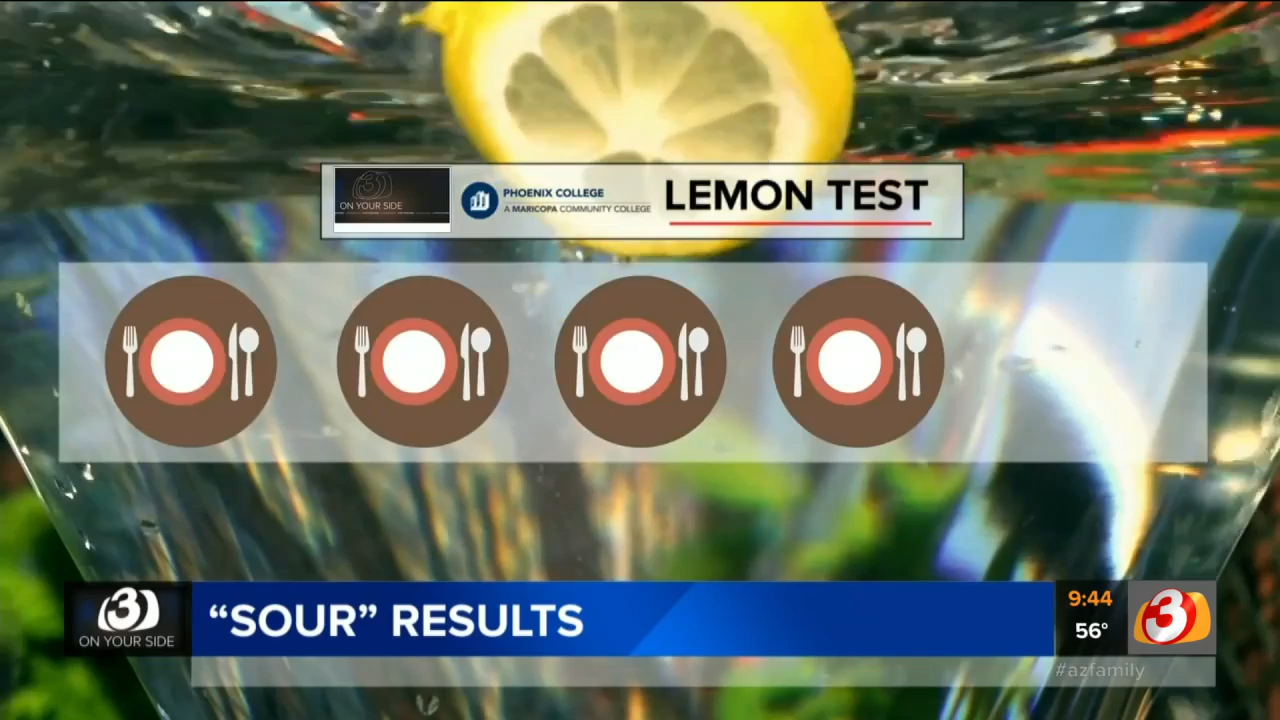 3
ON YOUR SIDE
PHOENIX COLLEGE
A MARICOPA COMMUNITY COLLEGE
LEMON TEST
3
ON YOUR SIDE
“SOUR” RESULTS
9:44
56°
3
#azfamily